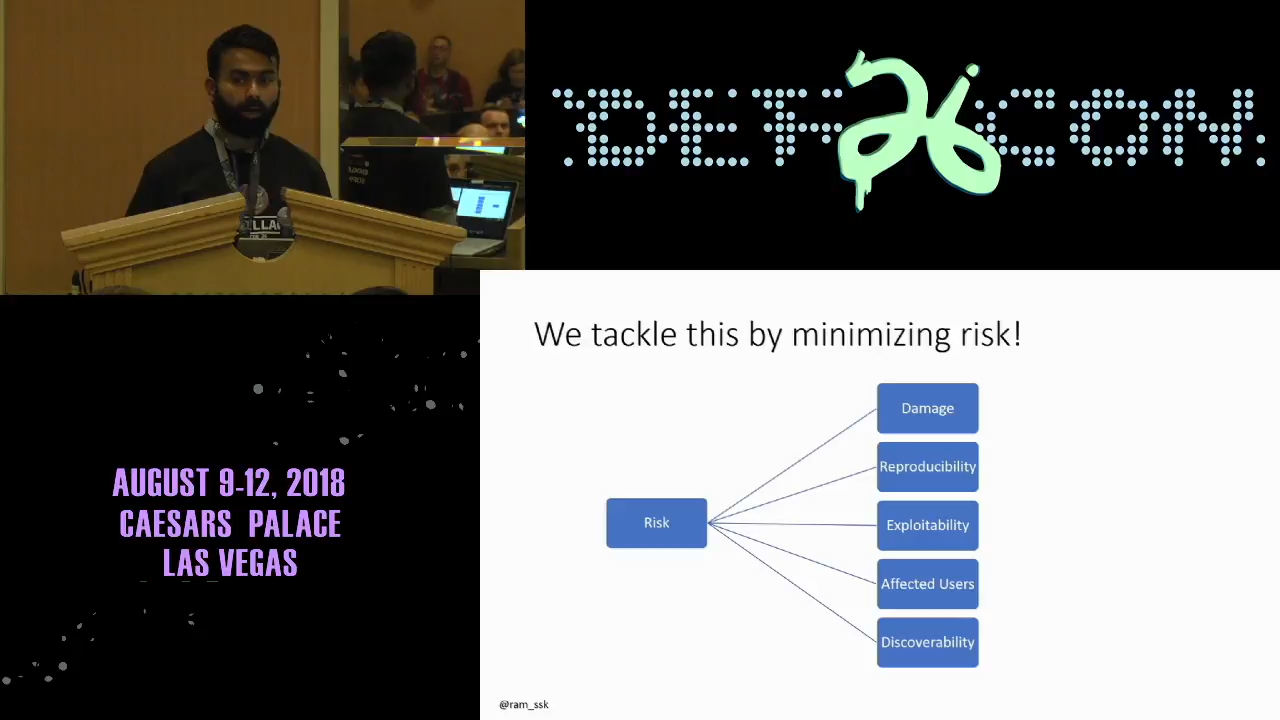 DEF 26 CON
We tackle this by minimizing risk!
Risk
Damage
Reproducibility
Exploitability
Affected Users
Discoverability
@ram_ssk
AUGUST 9-12, 2018
CAESARS PALACE
LAS VEGAS